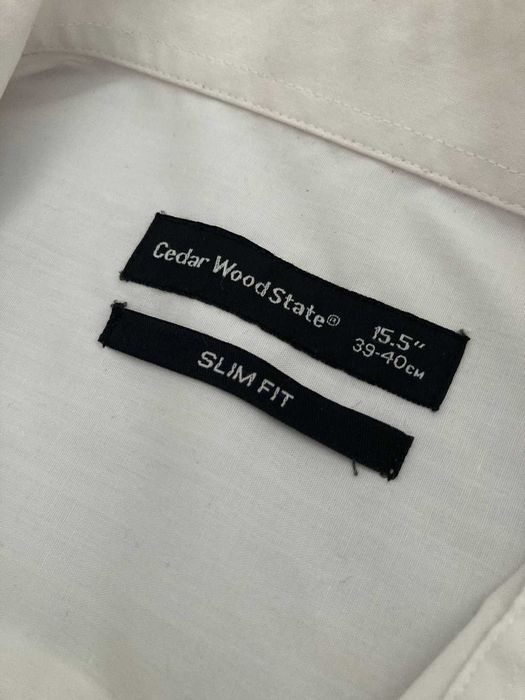 Cedar Wood State®
15.5"
39-40CM
SLIM FIT